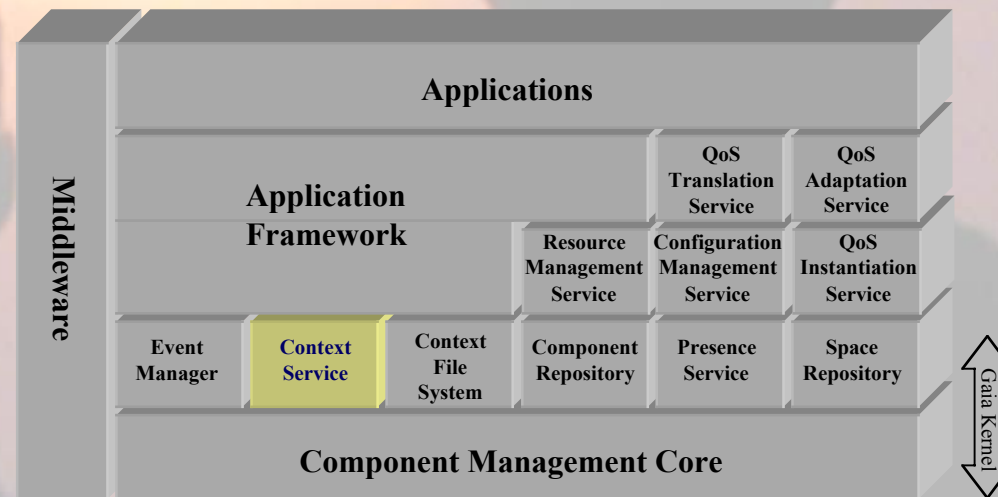 Middleware
Applications
Application
Framework
QoS
Translation
Service
QoS
Adaptation
Service
Resource
Management
Service
Configuration
Management
Service
QoS
Instantiation
Service
Event
Manager
Context
Service
Context
File
System
Component
Repository
Presence
Service
Space
Repository
Component Management Core
Gaia Kernel